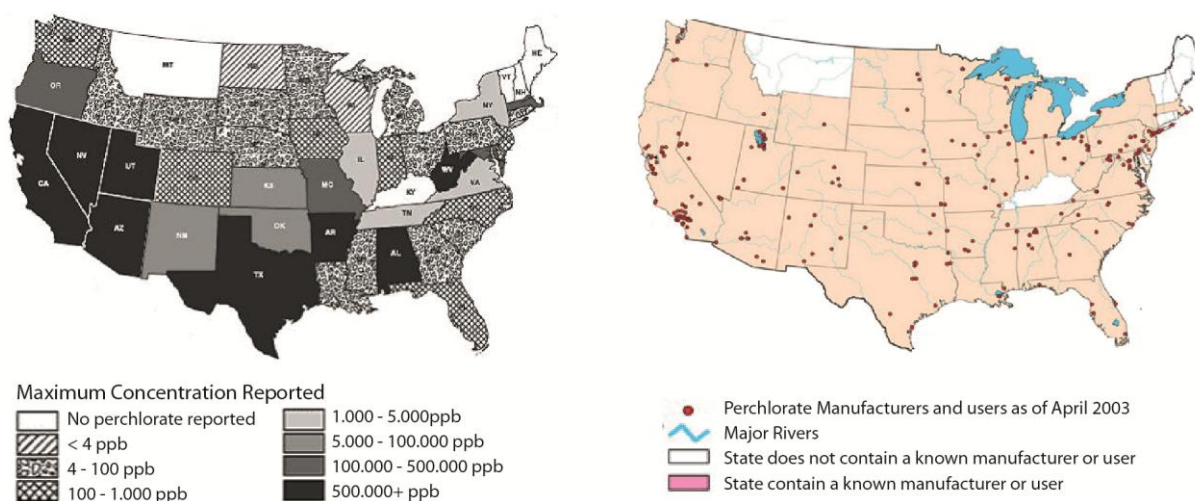 HE
MT
VT
NH
OR
NY
IL
NV
UT
WV
CA
KS
MO
VA
KY
TN
AZ
NM
OK
AR
AL
TX
Maximum Concentration Reported
No perchlorate reported
< 4 ppb
4 - 100 ppb
100 - 1.000 ppb
1.000 - 5.000ppb
5.000 - 100.000 ppb
100.000 - 500.000 ppb
500.000+ ppb
Perchlorate Manufacturers and users as of April 2003
Major Rivers
State does not contain a known manufacturer or user
State contain a known manufacturer or user